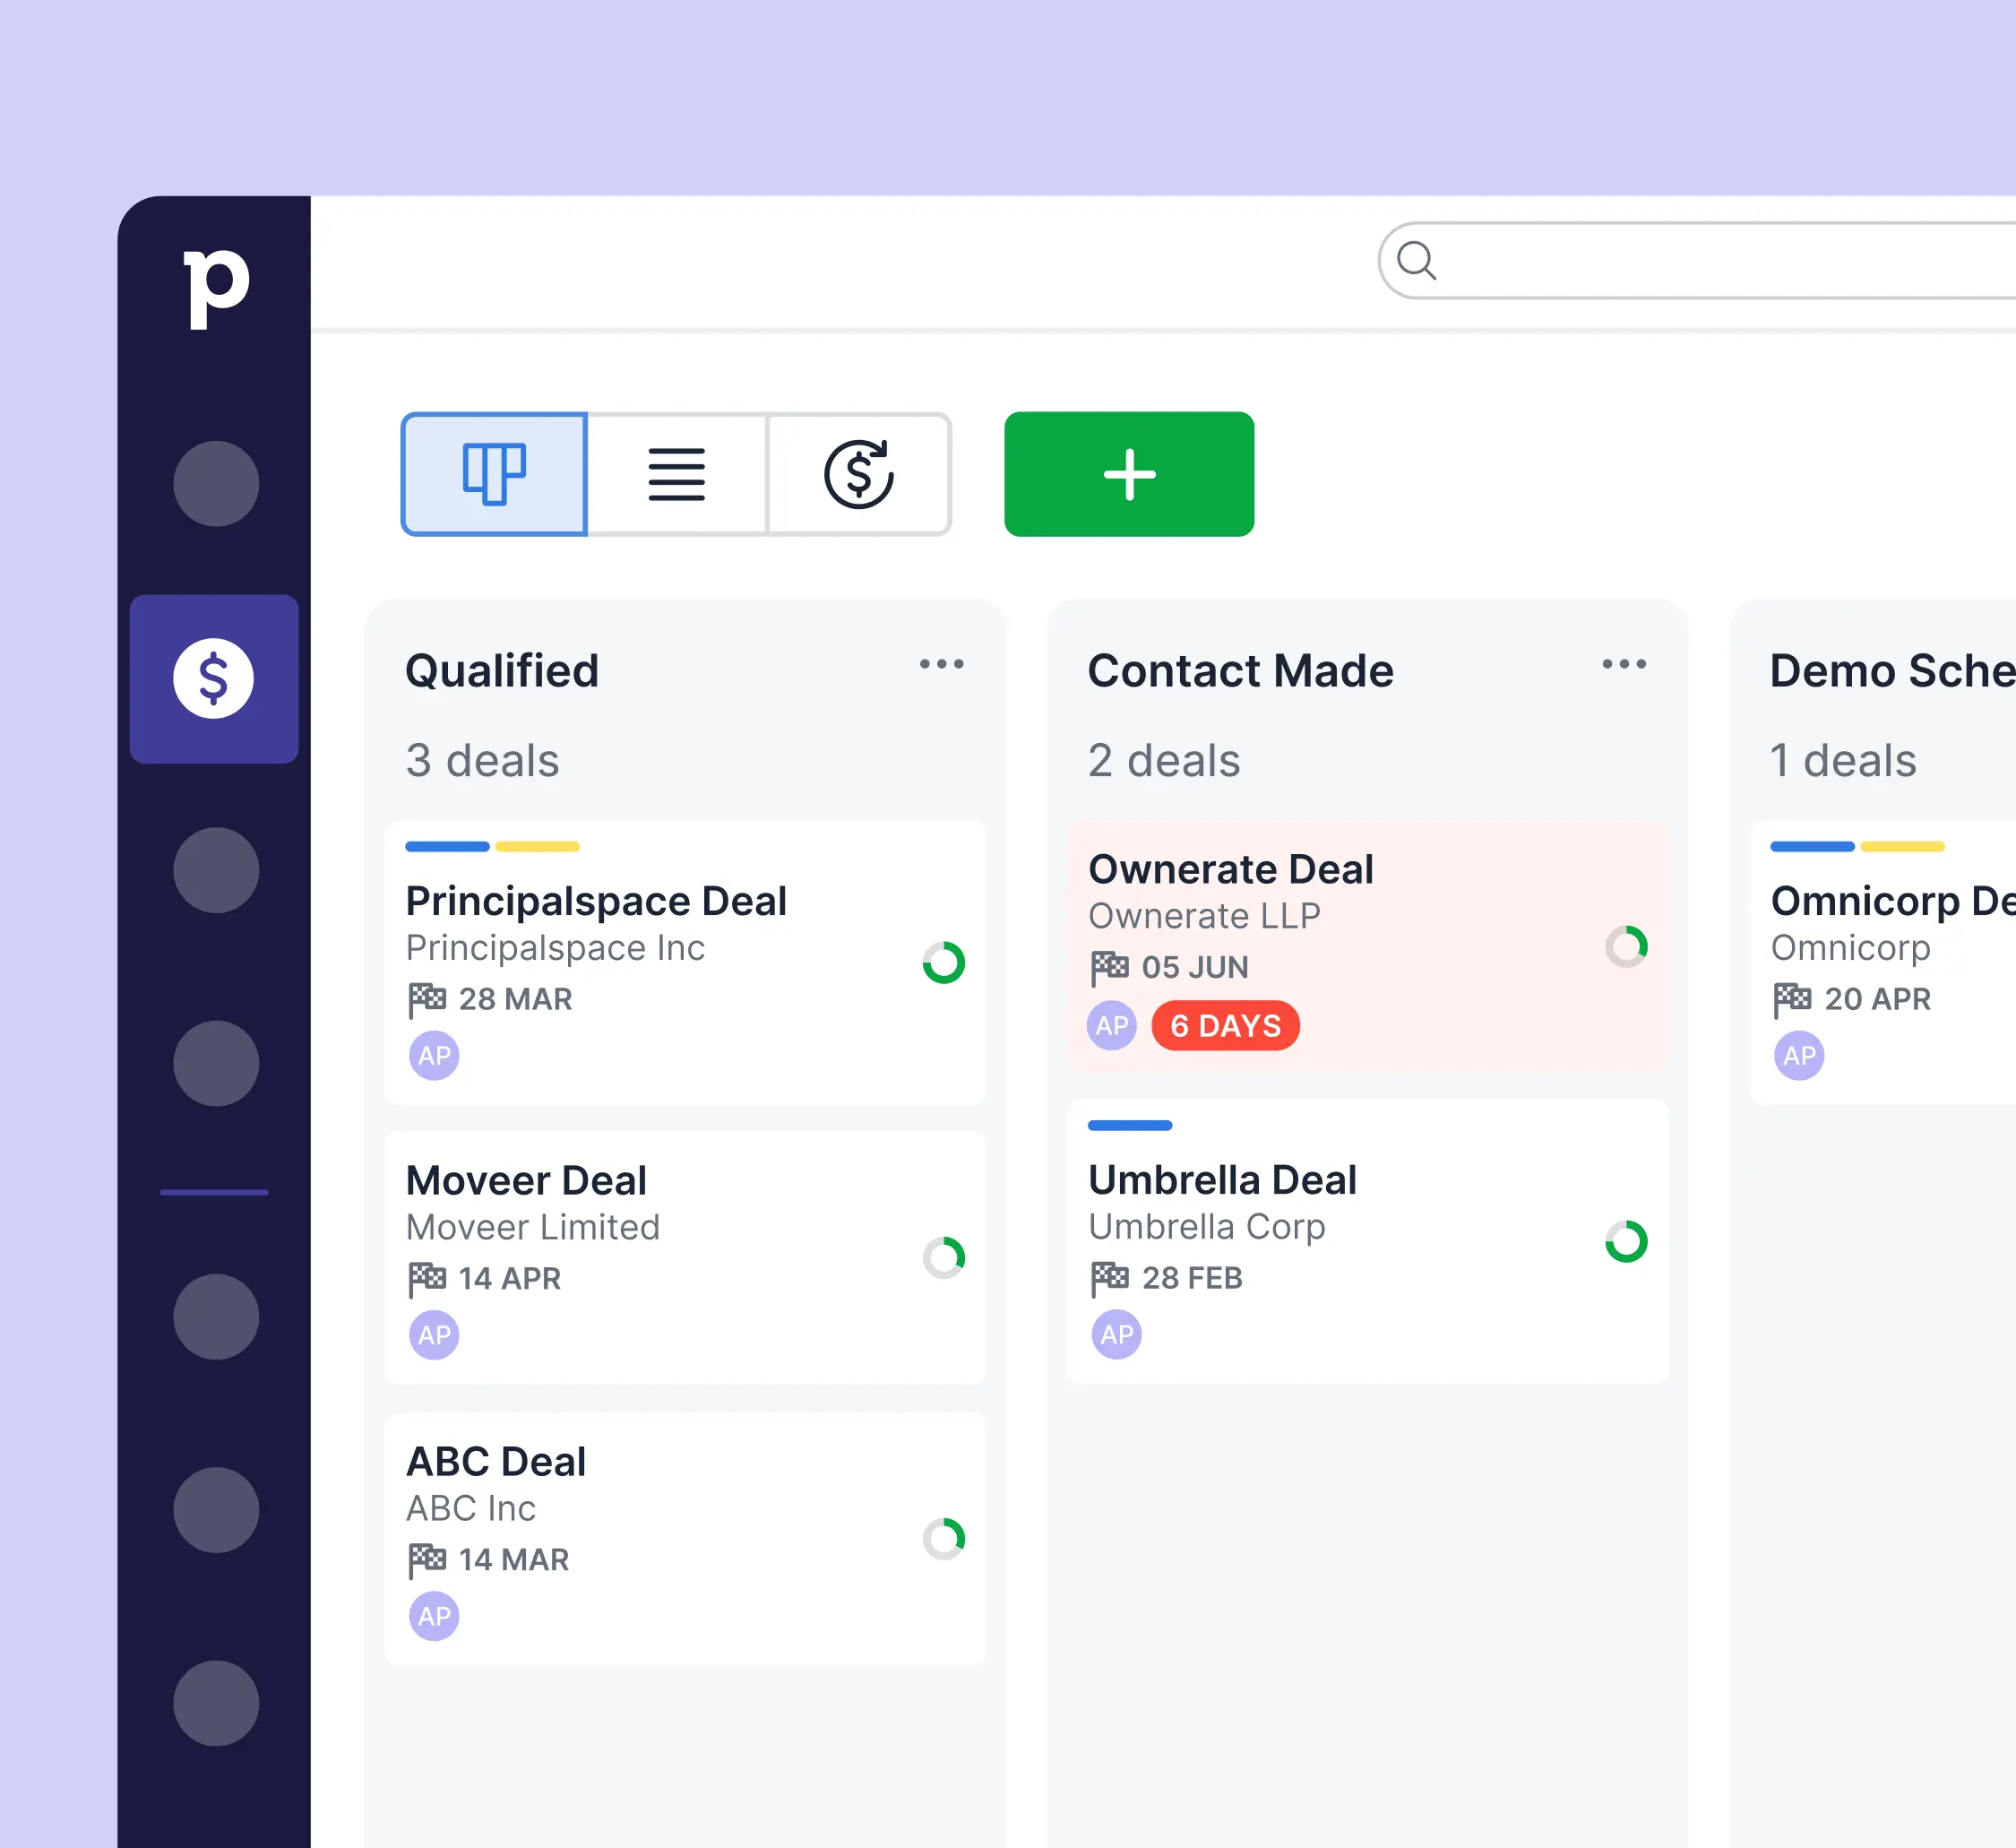 p
Qualified
3 deals
Principalspace Deal
Principalspace Inc
28 MAR
AP
Moveer Deal
Moveer Limited
14 APR
AP
ABC Deal
ABC Inc
14 MAR
AP
Contact Made
2 deals
Ownerate Deal
Ownerate LLP
05 JUN
AP 6 DAYS
Umbrella Deal
Umbrella Corp
28 FEB
AP
Demo Sche
1 deals
Omnicorp De
Omnicorp
20 APR
AP